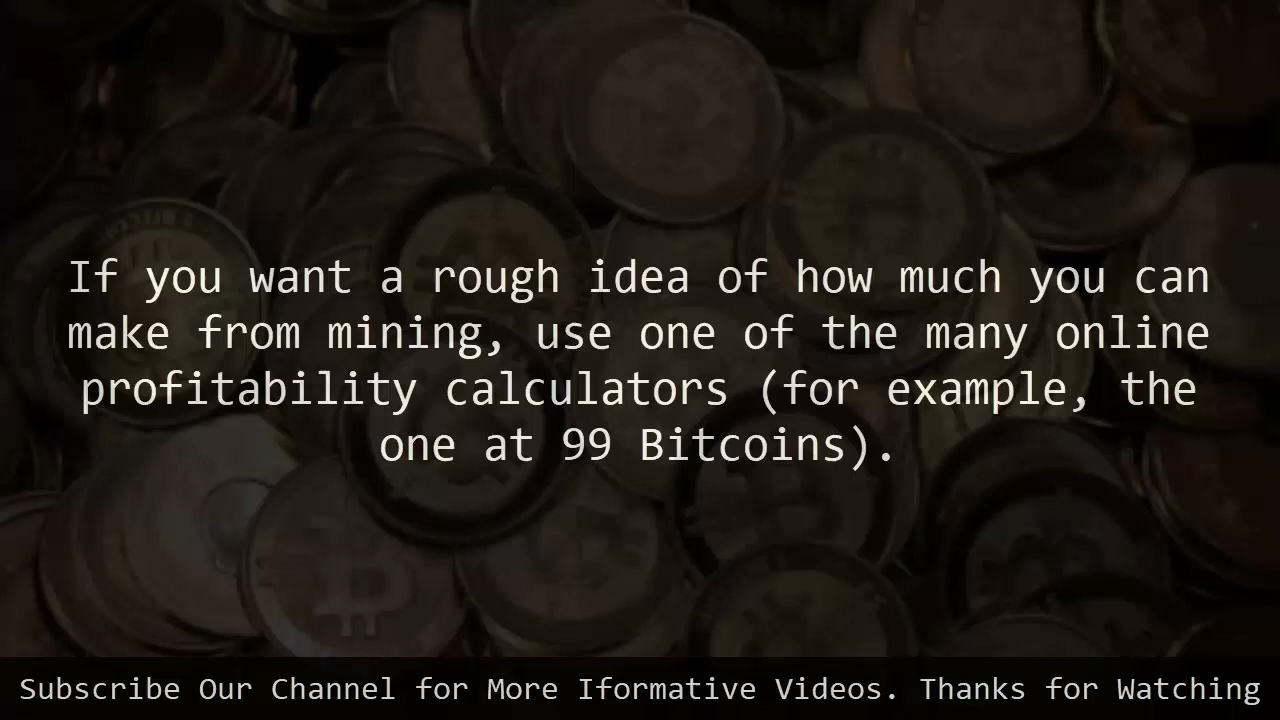 If you want a rough idea of how much you can
make from mining, use one of the many online
profitability calculators (for example, the
one at 99 Bitcoins).
Subscribe Our Channel for More Iformative Videos. Thanks for Watching